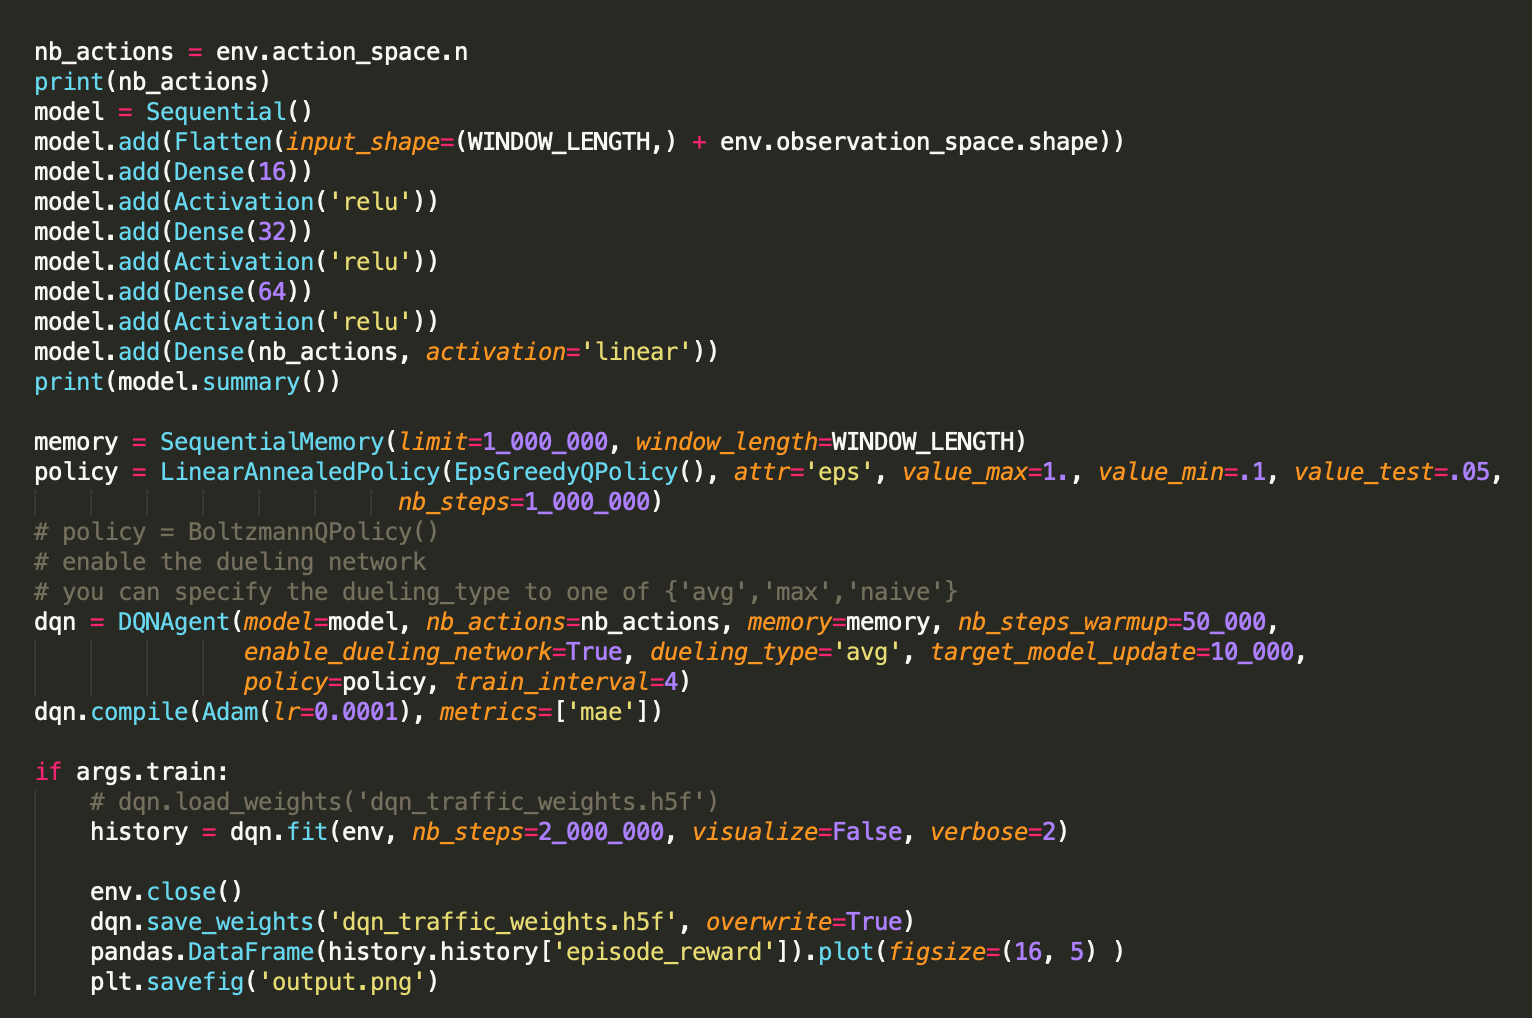 nb_actions = env.action_space.n
print(nb_actions)
model = Sequential()
model.add(Flatten(input_shape=(WINDOW_LENGTH,) + env.observation_space.shape))
model.add(Dense(16))
model.add(Activation('relu'))
model.add(Dense(32))
model.add(Activation('relu'))
model.add(Dense(64))
model.add(Activation('relu'))
model.add(Dense(nb_actions, activation='linear'))
print(model.summary())

memory = SequentialMemory(limit=1_000_000, window_length=WINDOW_LENGTH)
policy = LinearAnnealedPolicy(EpsGreedyQPolicy(), attr='eps', value_max=1., value_min=.1, value_test=.05,
                          nb_steps=1_000_000)
# policy = BoltzmannQPolicy()
# enable the dueling network
# you can specify the dueling_type to one of {'avg','max','naive'}
dqn = DQNAgent(model=model, nb_actions=nb_actions, memory=memory, nb_steps_warmup=50_000,
               enable_dueling_network=True, dueling_type='avg', target_model_update=10_000,
               policy=policy, train_interval=4)
dqn.compile(Adam(lr=0.0001), metrics=['mae'])

if args.train:
    # dqn.load_weights('dqn_traffic_weights.h5f')
    history = dqn.fit(env, nb_steps=2_000_000, visualize=False, verbose=2)

    env.close()
    dqn.save_weights('dqn_traffic_weights.h5f', overwrite=True)
    pandas.DataFrame(history.history['episode_reward']).plot(figsize=(16, 5) )
    plt.savefig('output.png')